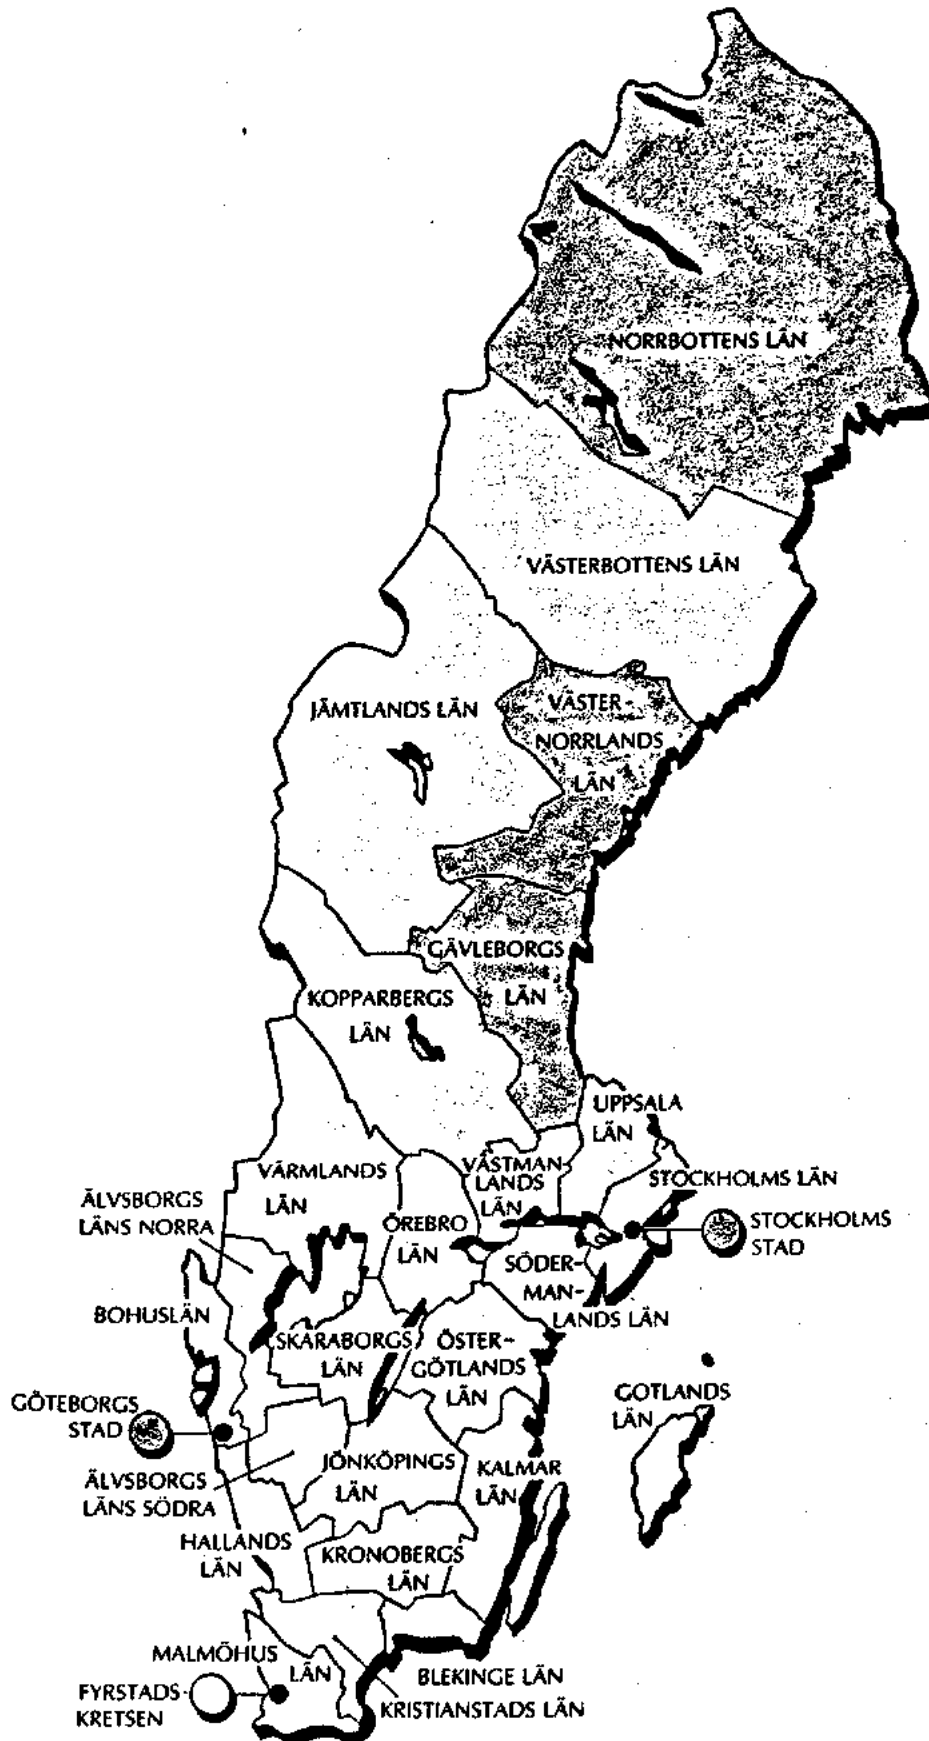 NORRBOTTENS LÄN
VÄSTERBOTTENS LÄN
JÄMTLANDS LÄN
VÄSTER-
NORRLANDS
LÄN
GÄVLEBORGS
LÄN
KOPPARBERGS
LÄN
UPPSALA
LÄN
VÄRMLANDS
LÄN
VÄSTMAN
LANDS
LÄN
STOCKHOLMS LÄN
ÄLVSBORGS
LÄNS NORRA
ÖREBRO
LÄN
STOCKHOLMS
STAD
SÖDER-
MAN-
LANDS LÄN
BOHUSLÄN
SKARABORGS
LÄN
ÖSTER-
GÖTLANDS
LÄN
GÖTEBORGS
STAD
GOTLANDS
LÄN
ÄLVSBORGS
LÄNS SÖDRA
JÖNKÖPINGS
LÄN
KALMAR
LÄN
HALLANDS
LÄN
KRONOBERGS
LÄN
MALMÖHUS
LÄN
BLEKINGE LÄN
FYRSTADS-
KRETSEN
KRISTIANSTADS LÄN